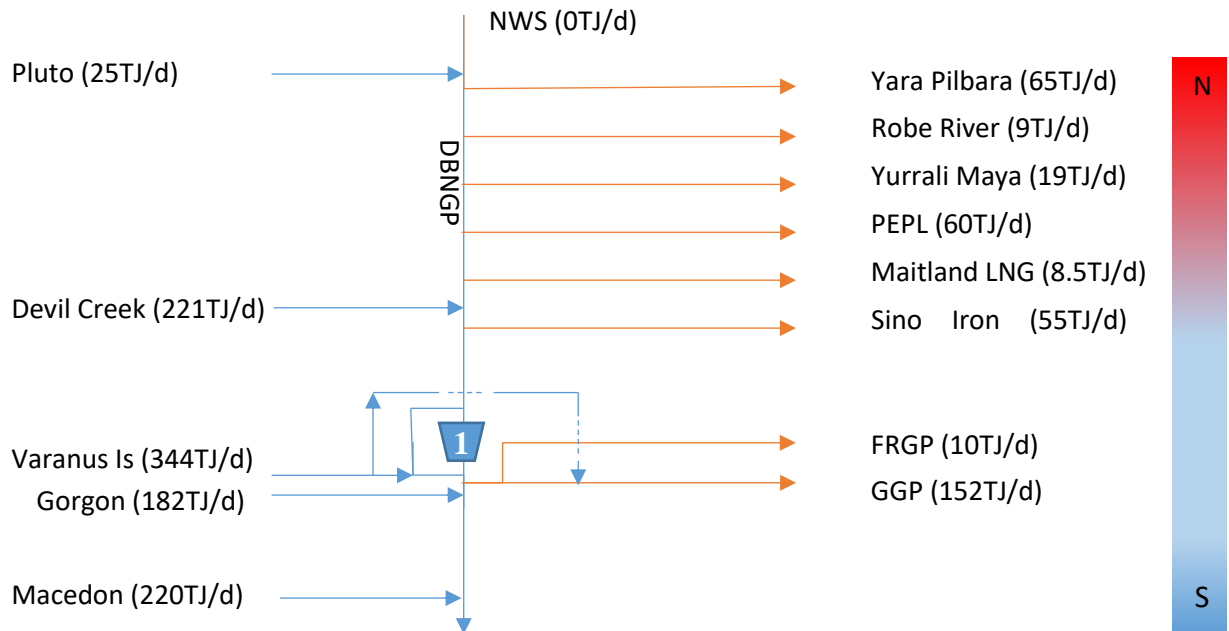 NWS (0TJ/d)
Pluto (25TJ/d)
Yara Pilbara (65TJ/d)
N
Robe River (9TJ/d)
DBNGP
Yurrali Maya (19TJ/d)
PEPL (60TJ/d)
Maitland LNG (8.5TJ/d)
Devil Creek (221TJ/d)
Sino Iron (55TJ/d)
1
FRGP (10TJ/d)
Varanus Is (344TJ/d)
GGP (152TJ/d)
Gorgon (182TJ/d)
Macedon (220TJ/d)
S